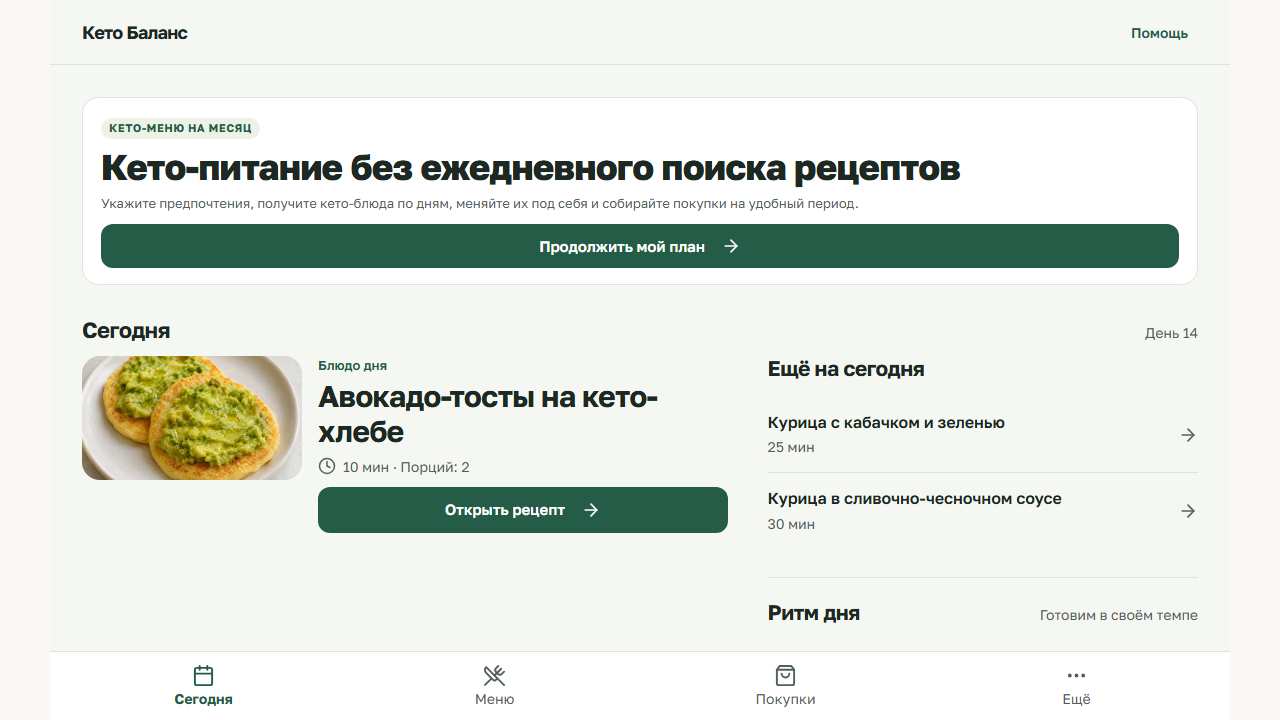 Кето Баланс
Помощь
КЕТО-МЕНЮ НА МЕСЯЦ
Кето-питание без ежедневного поиска рецептов
Укажите предпочтения, получите кето-блюда по дням, меняйте их под себя и собирайте покупки на удобный период.
Продолжить мой план
Сегодня
День 14
Блюдо дня
Авокадо-тосты на кето-
хлебе
10 мин · Порций: 2
Открыть рецепт
Ещё на сегодня
Курица с кабачком и зеленью
25 мин
Курица в сливочно-чесночном соусе
30 мин
Ритм дня
Готовим в своём темпе
Сегодня
Меню
Покупки
Ещё